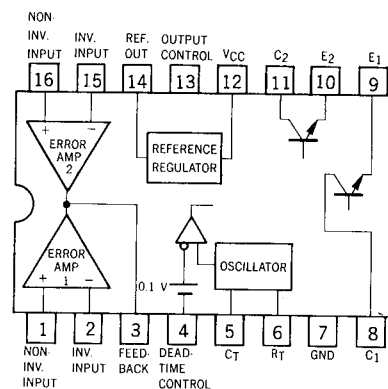 NON-
INV. INV. REF. OUTPUT
INPUT INPUT OUT CONTROL VCC C2 E2 E1
16 15 14 13 12 11 10 9
+ − ERROR AMP 2
REFERENCE
REGULATOR
ERROR AMP 1 + −
0.1 V
OSCILLATOR
1 2 3 4 5 6 7 8
NON- INV. FEED- DEAD- CT RT GND C1
INV. INPUT BACK TIME
INPUT CONTROL